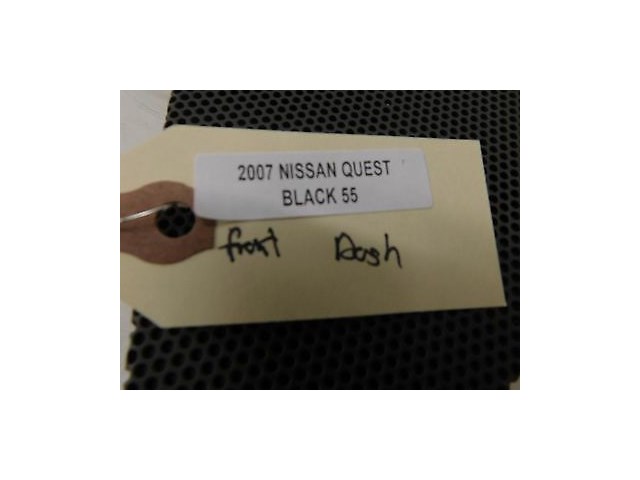 2007 NISSAN QUEST
BLACK 55
front Dash